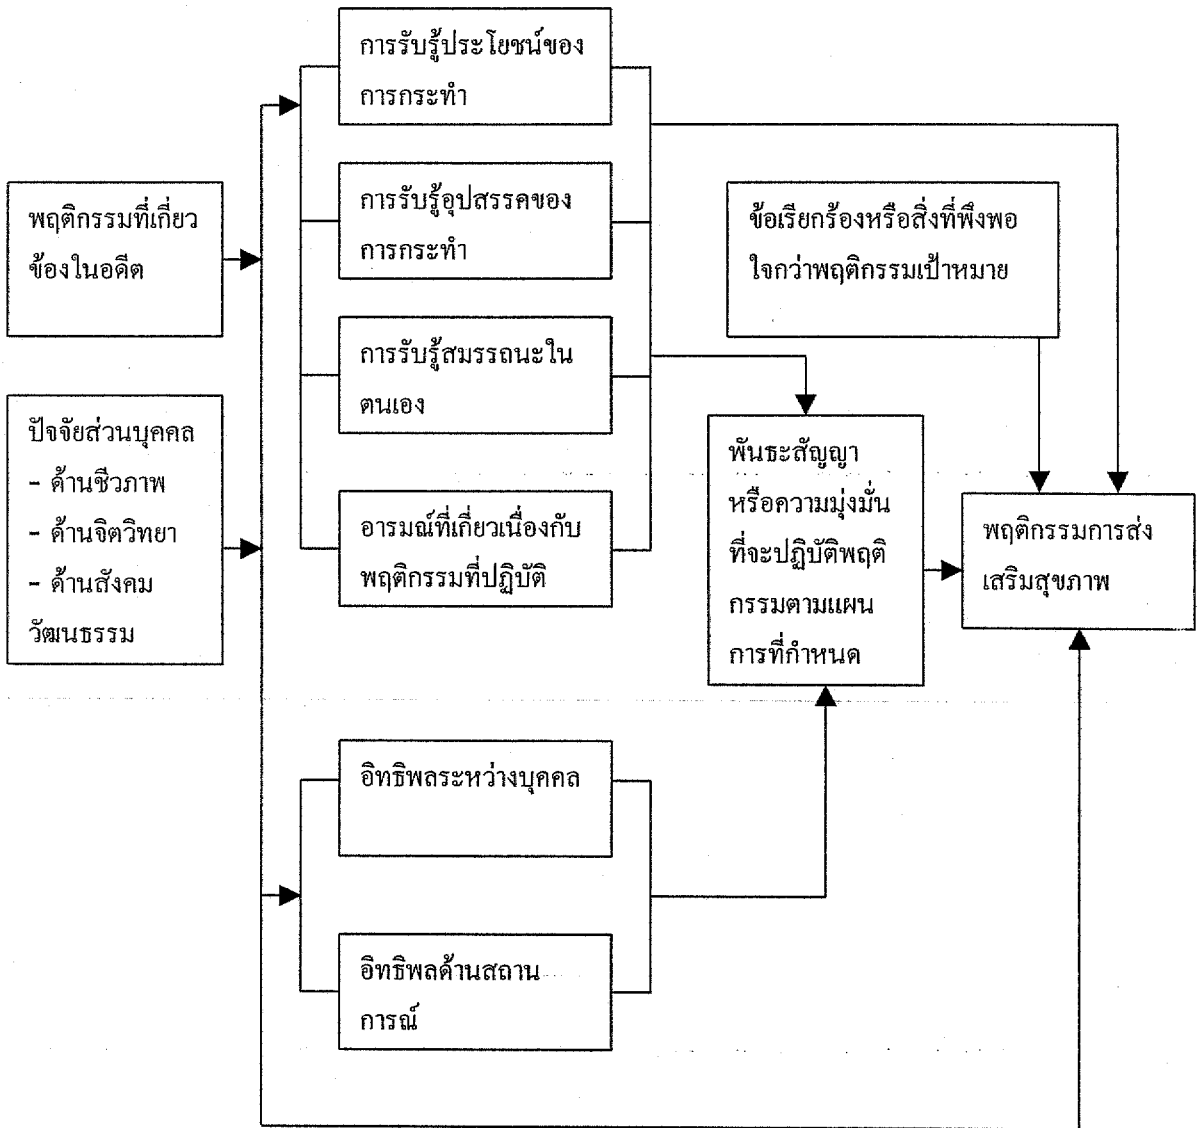 การรับรู้ประโยชน์ของ
การกระทำ
พฤติกรรมที่เกี่ยว
ข้องในอดีต
การรับรู้อุปสรรคของ
การกระทำ
ข้อเรียกร้องหรือสิ่งที่พึงพอ
ใจกว่าพฤติกรรมเป้าหมาย
การรับรู้สมรรถนะใน
ตนเอง
ปัจจัยส่วนบุคคล
- ด้านชีวภาพ
- ด้านจิตวิทยา
- ด้านสังคม
วัฒนธรรม
อารมณ์ที่เกี่ยวเนื่องกับ
พฤติกรรมที่ปฏิบัติ
พันธะสัญญา
หรือความมุ่งมั่น
ที่จะปฏิบัติพฤติ
กรรมตามแผน
การที่กำหนด
พฤติกรรมการส่ง
เสริมสุขภาพ
อิทธิพลระหว่างบุคคล
อิทธิพลด้านสถาน
การณ์